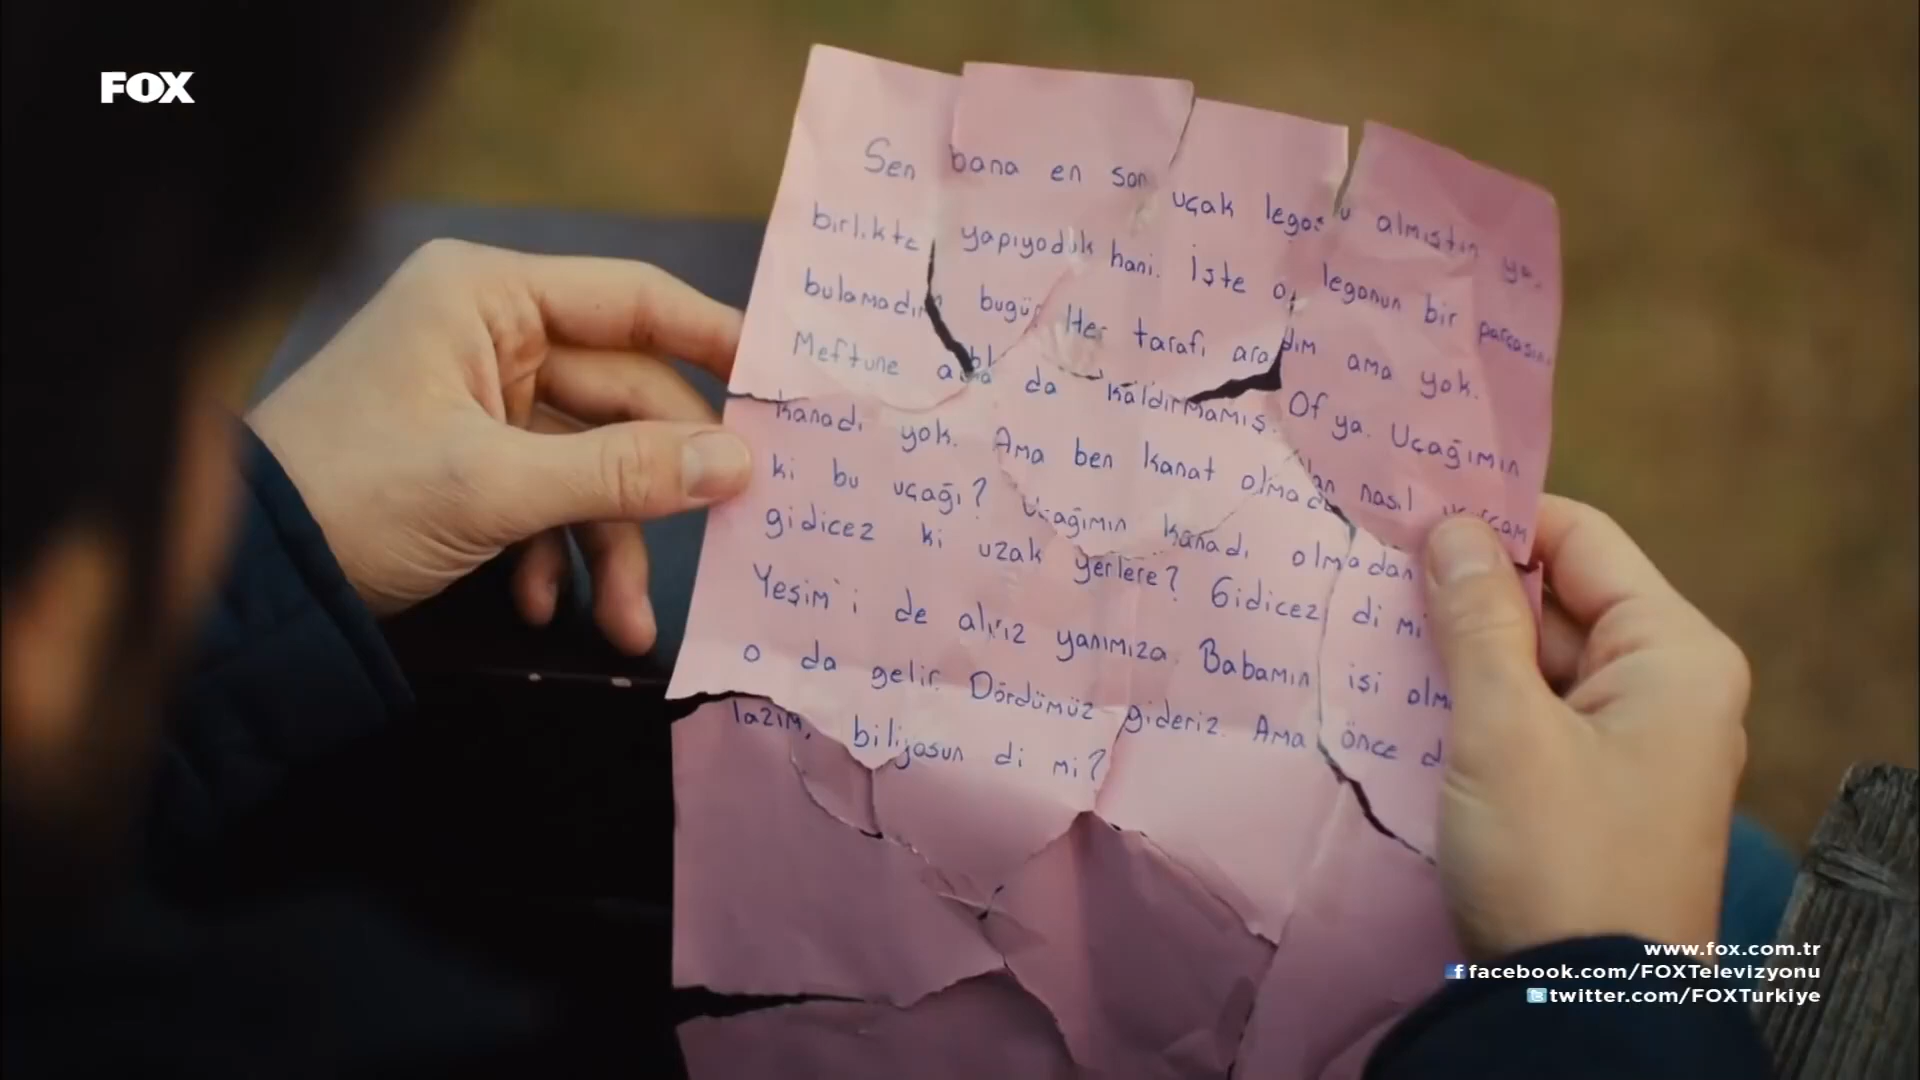 FOX
Sen bana en son uçak legosu almıştın ya.
birlikte yapıyoduk hani. İşte o legonun bir parçasını
bulamadım bugün Her tarafı aradım ama yok.
Meftune abla da kaldırmamış. Of ya. Uçağımın
kanadı yok. Ama ben kanat olmadan nasıl uçurcam
ki bu uçağı? Uçağımın kanadı olmadan
gidicez ki uzak yerlere? Gidicez di mi
Yeşim'i de alırız yanımıza. Babamın işi olm
o da gelir. Dördümüz gideriz. Ama önce
lazım, biliyosun di mi?
www.fox.com.tr
facebook.com/FOXTelevizyonu
twitter.com/FOXTurkiye